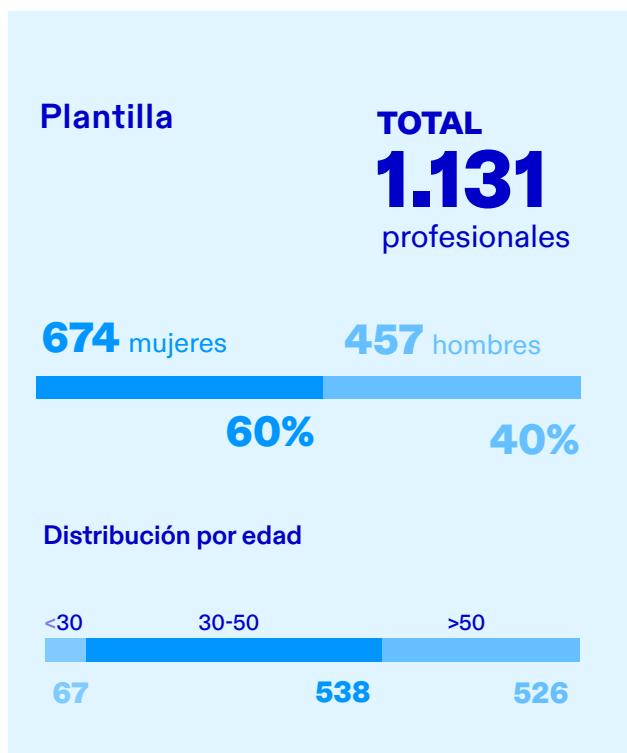 Plantilla
TOTAL
1.131
profesionales
674 mujeres
457 hombres
60%
40%
Distribución por edad
<30
30-50
>50
67
538
526